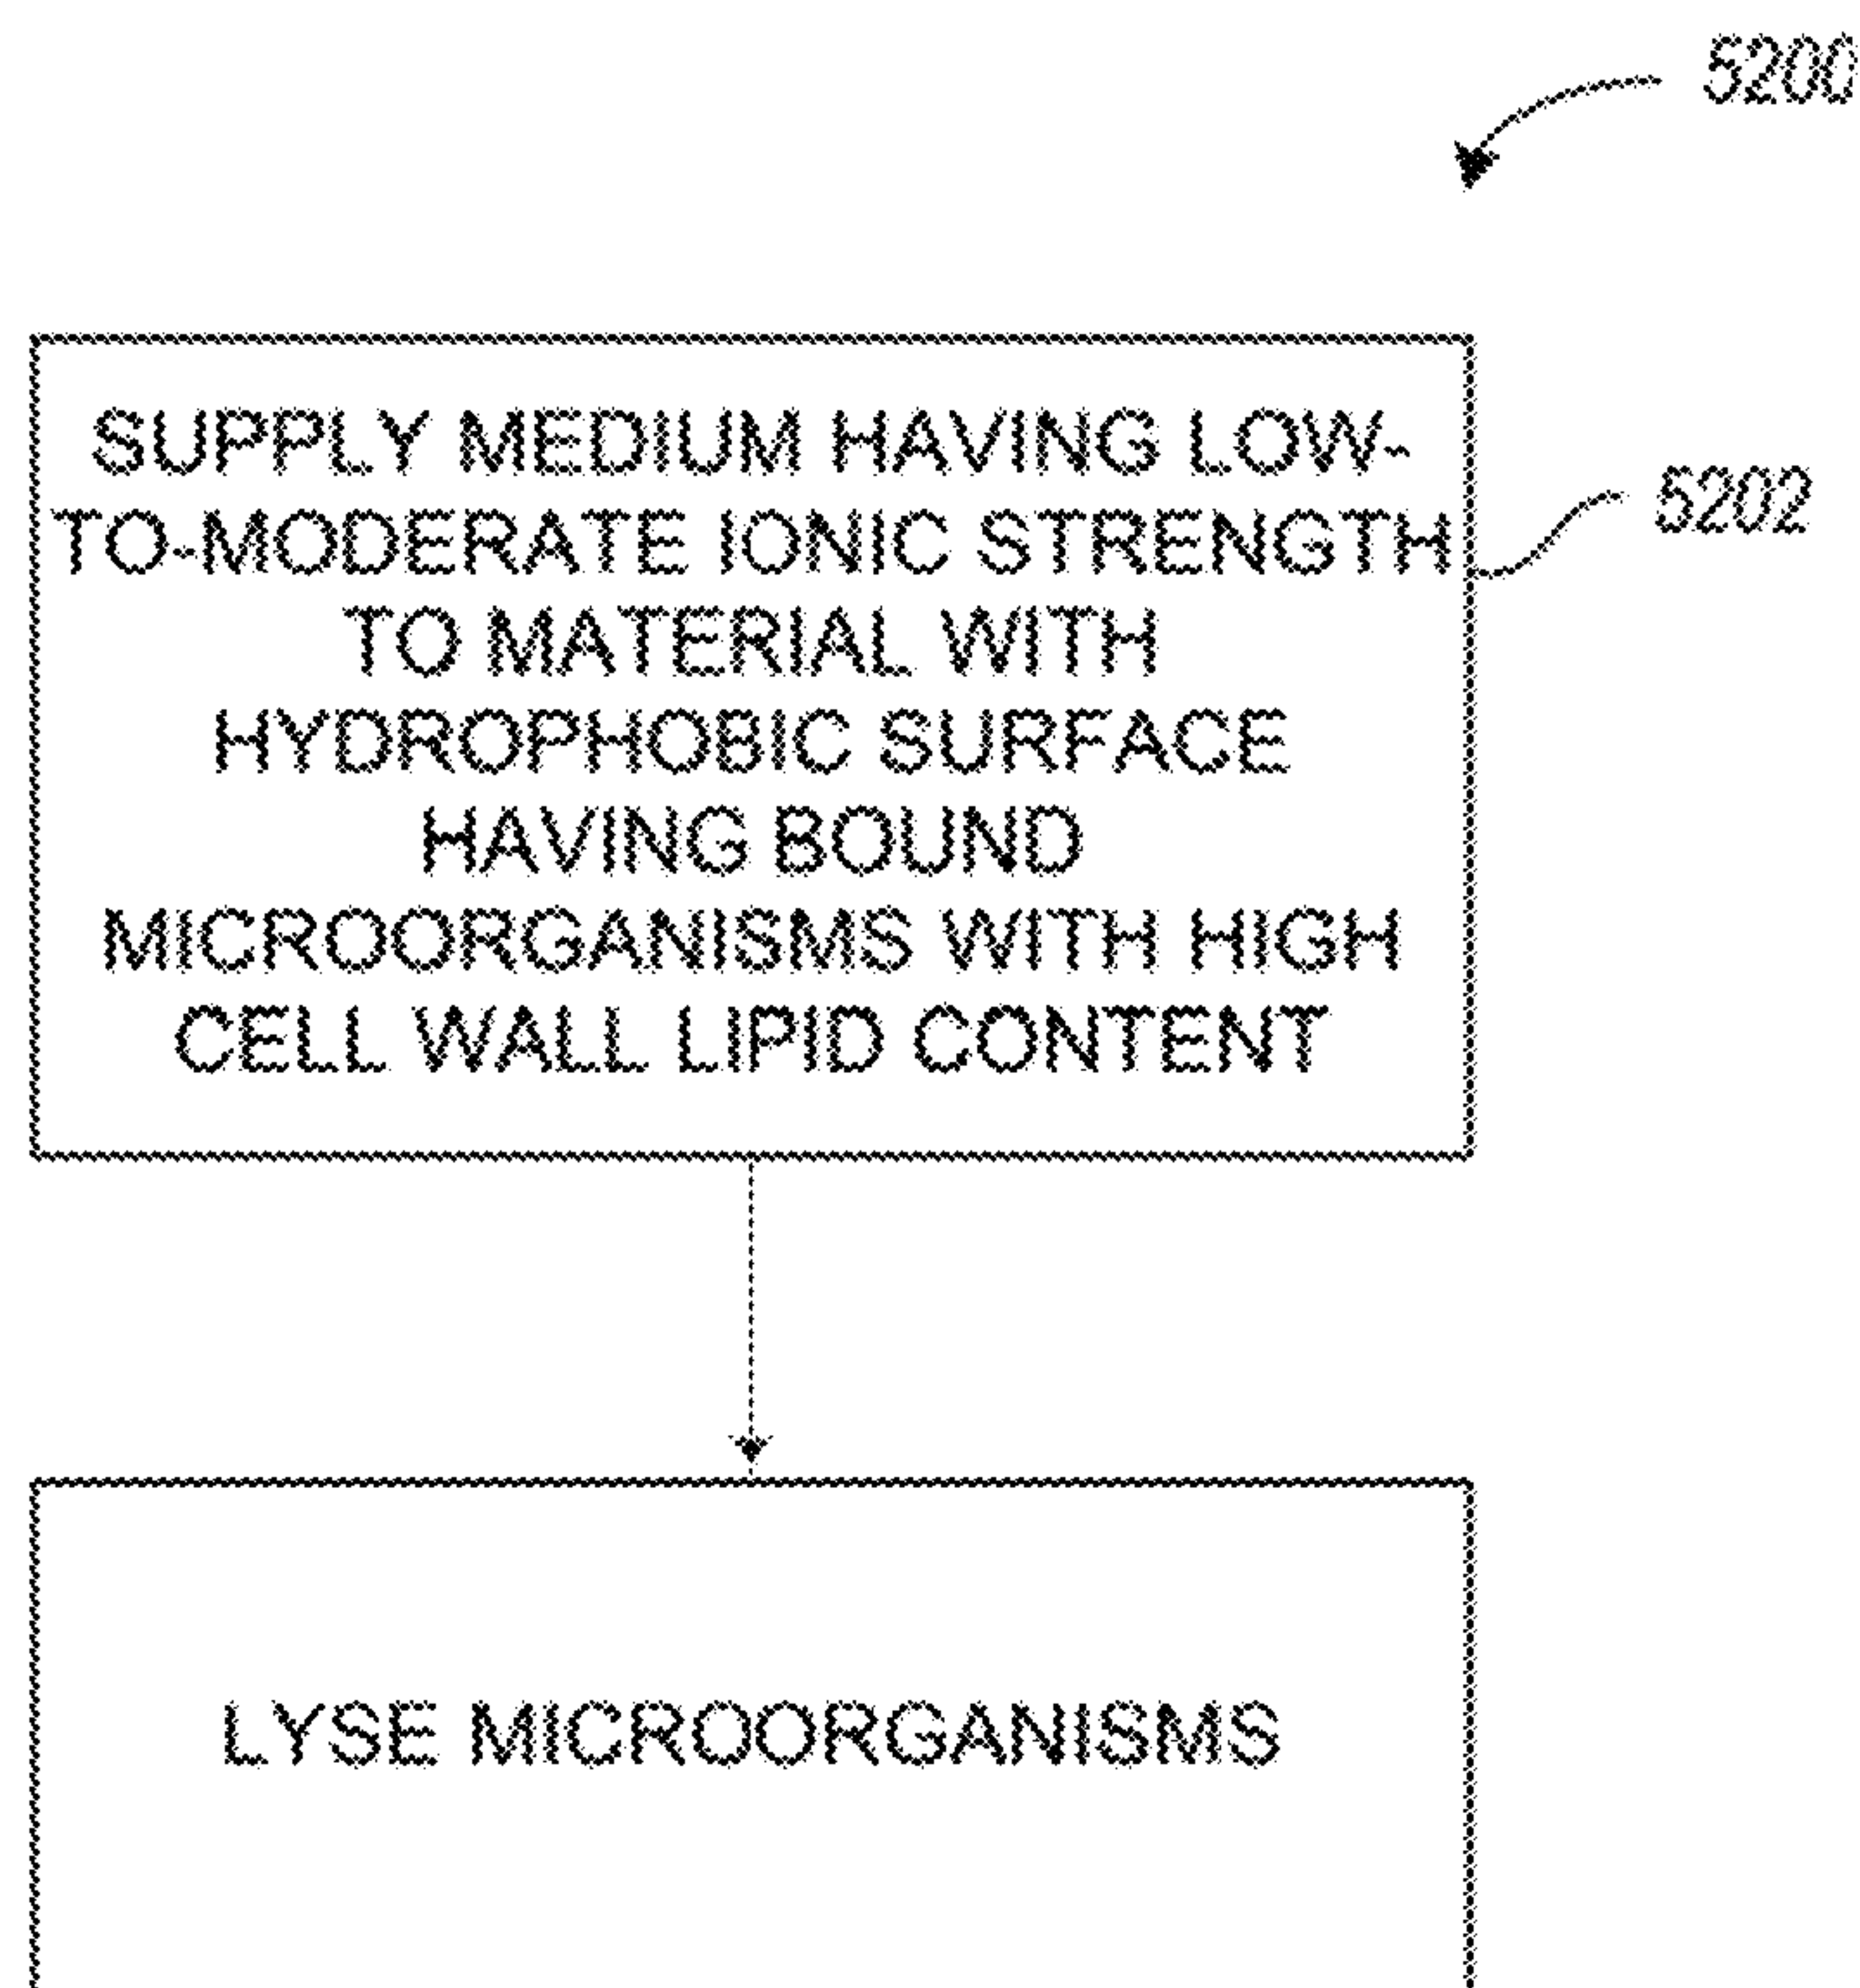 5200
SUPPLY MEDIUM HAVING LOW-
TO-MODERATE IONIC STRENGTH
TO MATERIAL WITH
HYDROPHOBIC SURFACE
HAVING BOUND
MICROORGANISMS WITH HIGH
CELL WALL LIPID CONTENT
5202
LYSE MICROORGANISMS